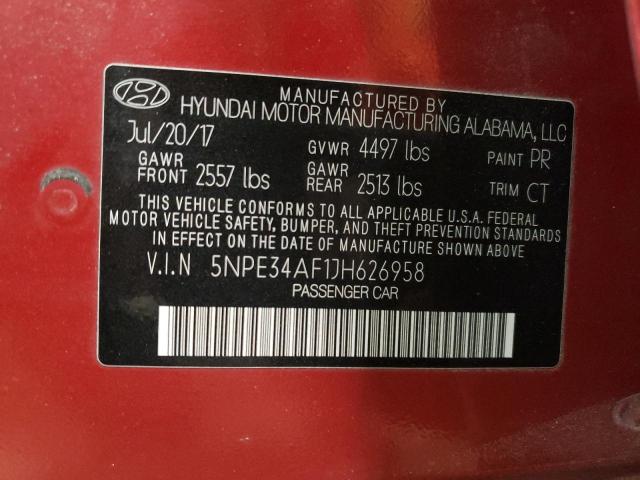 MANUFACTURED BY
HYUNDAI MOTOR MANUFACTURING ALABAMA, LLC
Jul/20/17 GVWR 4497 lbs PAINT PR
GAWR FRONT 2557 lbs GAWR REAR 2513 lbs TRIM CT
THIS VEHICLE CONFORMS TO ALL APPLICABLE U.S.A. FEDERAL
MOTOR VEHICLE SAFETY, BUMPER, AND THEFT PREVENTION STANDARDS
IN EFFECT ON THE DATE OF MANUFACTURE SHOWN ABOVE
V.I.N 5NPE34AF1JH626958
PASSENGER CAR